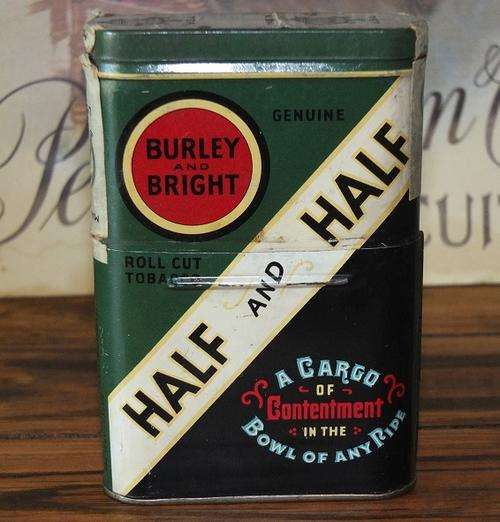 BURLEY
AND
BRIGHT
GENUINE
ROLL CUT
HALF AND HALF
A CARGO
OF
Contentment
IN THE
BOWL OF ANY PIPE